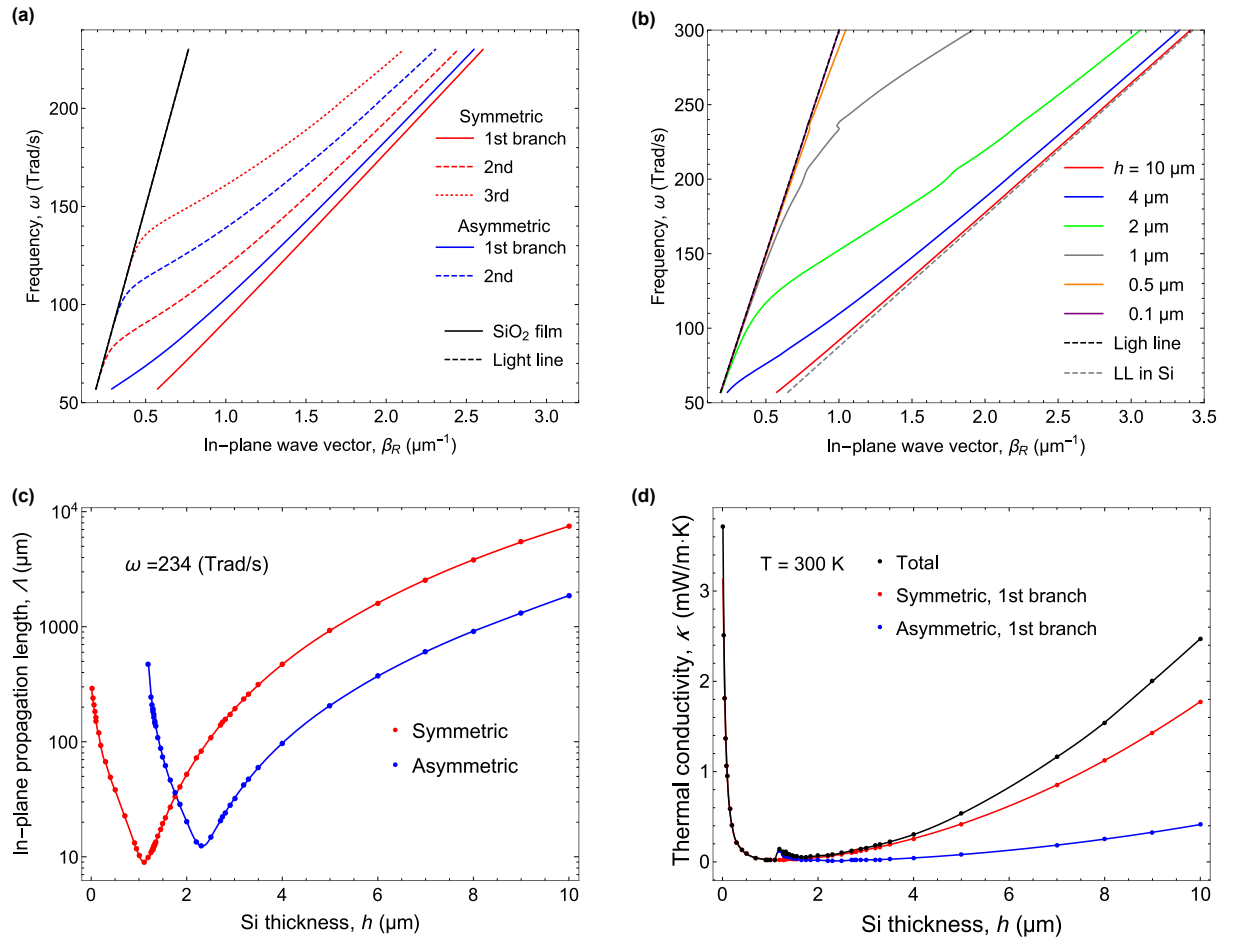 (a)
Frequency, ω (Trad/s)
200
150
100
50
0.5 1.0 1.5 2.0 2.5 3.0
In-plane wave vector, βR (μm⁻¹)
Symmetric
1st branch
2nd
3rd
Asymmetric
1st branch
2nd
SiO₂ film
Light line
(b)
Frequency, ω (Trad/s)
300
250
200
150
100
50
0.5 1.0 1.5 2.0 2.5 3.0 3.5
In-plane wave vector, βR (μm⁻¹)
h = 10 μm
4 μm
2 μm
1 μm
0.5 μm
0.1 μm
Ligh line
LL in Si
(c)
In-plane propagation length, Λ (μm)
10⁴
1000
100
10
0 2 4 6 8 10
Si thickness, h (μm)
ω =234 (Trad/s)
Symmetric
Asymmetric
(d)
Thermal conductivity, κ (mW/m·K)
3
2
1
0
0 2 4 6 8 10
Si thickness, h (μm)
T = 300 K
Total
Symmetric, 1st branch
Asymmetric, 1st branch